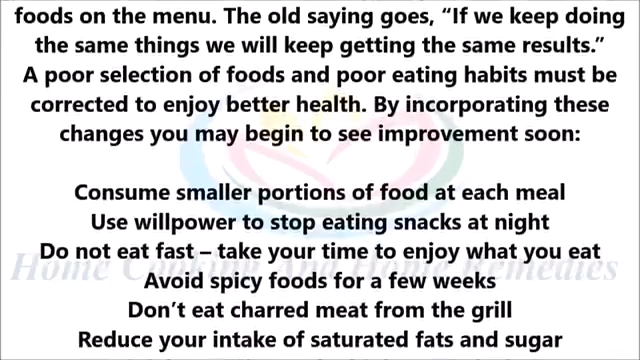 foods on the menu. The old saying goes, “If we keep doing
the same things we will keep getting the same results.”
A poor selection of foods and poor eating habits must be
corrected to enjoy better health. By incorporating these
changes you may begin to see improvement soon:
Consume smaller portions of food at each meal
Use willpower to stop eating snacks at night
Do not eat fast – take your time to enjoy what you eat
Home Cooking And Home Remedies
Avoid spicy foods for a few weeks
Don’t eat charred meat from the grill
Reduce your intake of saturated fats and sugar